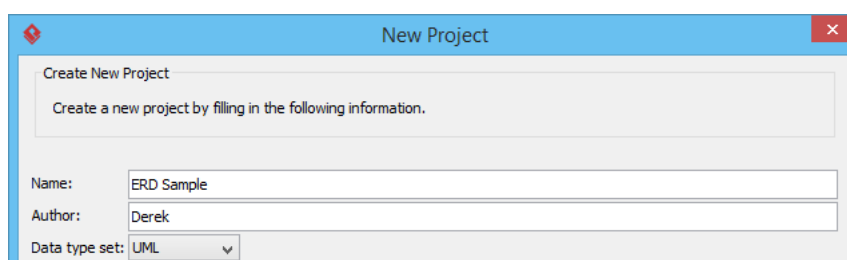 New Project
Create New Project
Create a new project by filling in the following information.
Name: ERD Sample
Author: Derek
Data type set: UML